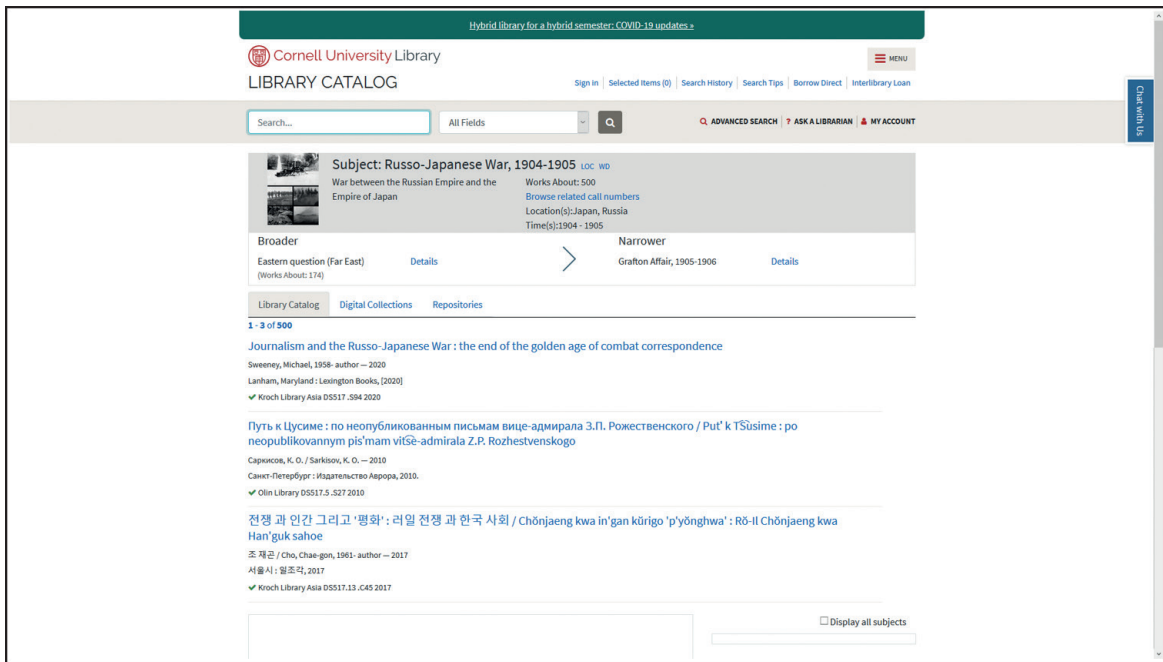 Hybrid library for a hybrid semester: COVID-19 updates »
Cornell University Library
MENU
LIBRARY CATALOG
Sign in | Selected Items (0) | Search History | Search Tips | Borrow Direct | Interlibrary Loan
Chat with Us
Search...
All Fields
ADVANCED SEARCH | ? ASK A LIBRARIAN | MY ACCOUNT
Subject: Russo-Japanese War, 1904-1905 LOC WD
War between the Russian Empire and the
Empire of Japan
Works About: 500
Browse related call numbers
Location(s):Japan, Russia
Time(s):1904 - 1905
Broader
Eastern question (Far East) Details
(Works About: 174)
Narrower
Grafton Affair, 1905-1906 Details
Library Catalog Digital Collections Repositories
1 - 3 of 500
Journalism and the Russo-Japanese War : the end of the golden age of combat correspondence
Sweeney, Michael, 1958- author — 2020
Lanham, Maryland : Lexington Books, [2020]
✔ Kroch Library Asia DS517 .S94 2020
Путь к Цусиме : по неопубликованным письмам вице-адмирала З.П. Рожественского / Putʹ k T͡Susime : po
neopublikovannym pisʹmam vit͡se-admirala Z.P. Rozhestvenskogo
Саркисов, К. О. / Sarkisov, K. O. — 2010
Санкт-Петербург : Издательство Аврора, 2010.
✔ Olin Library DS517.5 .S27 2010
전쟁 과 인간 그리고 '평화' : 러일 전쟁 과 한국 사회 / Chŏnjaeng kwa in'gan kŭrigo 'p'yŏnghwa' : Rŏ-Il Chŏnjaeng kwa
Han'guk sahoe
조 재곤 / Cho, Chae-gon, 1961- author — 2017
서울시 : 일조각, 2017
✔ Kroch Library Asia DS517.13 .C45 2017
Display all subjects